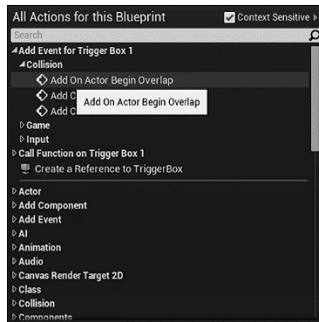 All Actions for this Blueprint
Context Sensitive
Search
Add Event for Trigger Box 1
Collision
Add On Actor Begin Overlap
Add C
Add C
Add On Actor Begin Overlap
Game
Input
Call Function on Trigger Box 1
Create a Reference to TriggerBox
Actor
Add Component
Add Event
AI
Animation
Audio
Canvas Render Target 2D
Class
Collision
Components